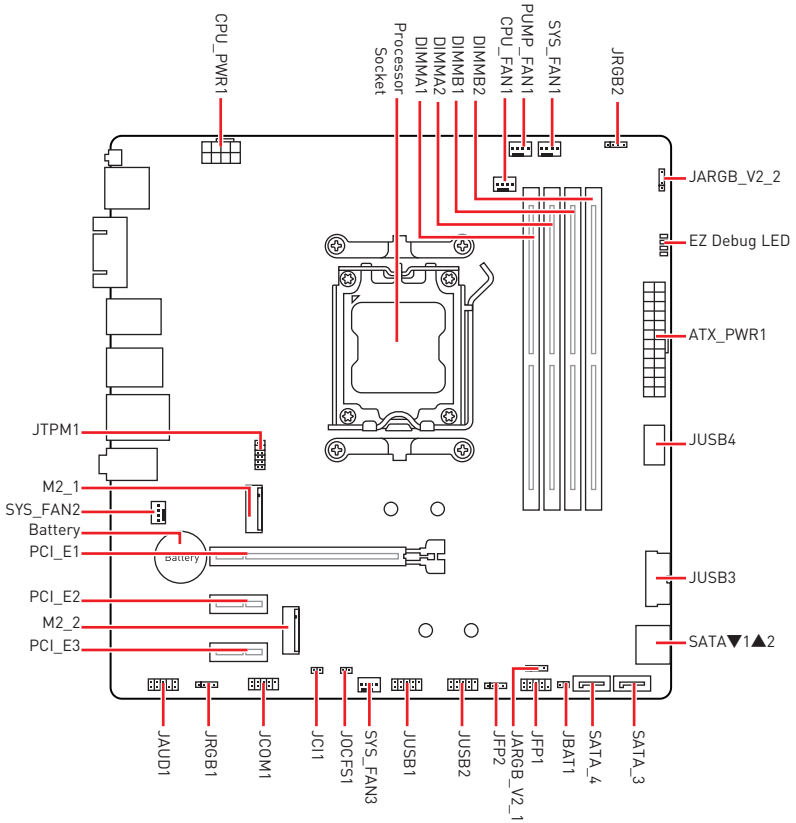 CPU_PWR1
Processor
Socket
DIMMA1
DIMMA2
DIMMB1
DIMMB2
CPU_FAN1
PUMP_FAN1
SYS_FAN1
JRGB2
JARGB_V2_2
EZ Debug LED
ATX_PWR1
JUSB4
JUSB3
SATA▼1▲2
JTPM1
M2_1
SYS_FAN2
Battery
Battery
PCI_E1
PCI_E2
M2_2
PCI_E3
JAUD1
JRGB1
JCOM1
JCI1
JOCFS1
SYS_FAN3
JUSB1
JUSB2
JFP2
JARGB_V2_1
JFP1
JBAT1
SATA_4
SATA_3